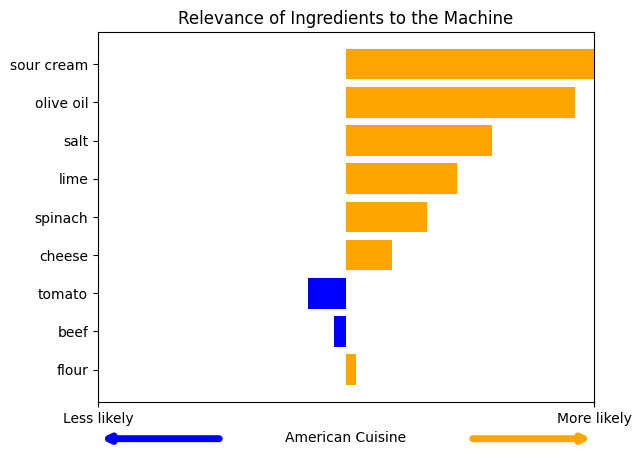 Relevance of Ingredients to the Machine
sour cream
olive oil
salt
lime
spinach
cheese
tomato
beef
flour
Less likely
More likely
American Cuisine